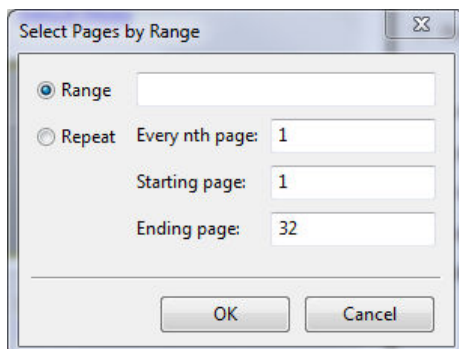 Select Pages by Range
Range
Repeat Every nth page: 1
Starting page: 1
Ending page: 32
OK Cancel